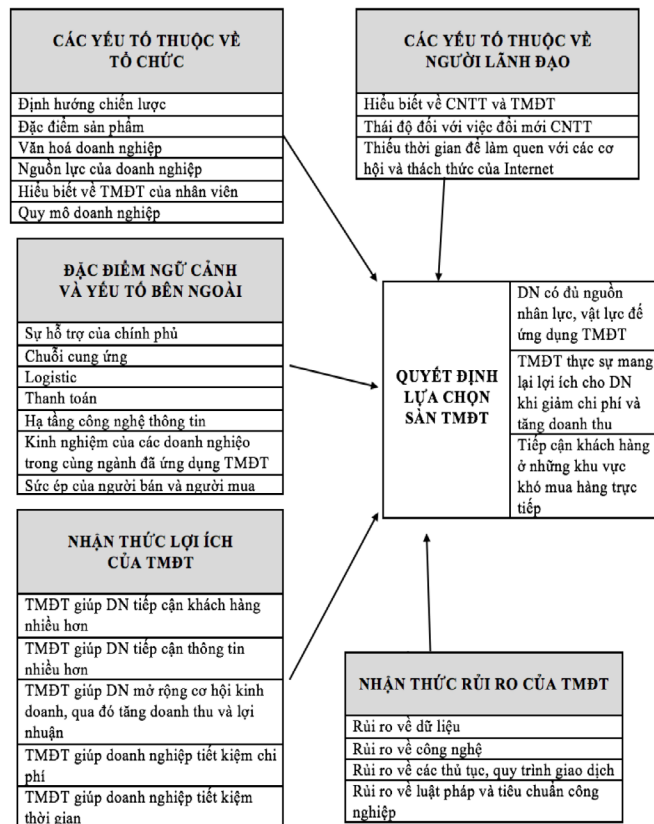 CÁC YẾU TỐ THUỘC VỀ
TỔ CHỨC
Định hướng chiến lược
Đặc điểm sản phẩm
Văn hoá doanh nghiệp
Nguồn lực của doanh nghiệp
Hiểu biết về TMĐT của nhân viên
Quy mô doanh nghiệp
CÁC YẾU TỐ THUỘC VỀ
NGƯỜI LÃNH ĐẠO
Hiểu biết về CNTT và TMĐT
Thái độ đối với việc đổi mới CNTT
Thiếu thời gian để làm quen với các cơ
hội và thách thức của Internet
ĐẶC ĐIỂM NGỮ CẢNH
VÀ YẾU TỐ BÊN NGOÀI
Sự hỗ trợ của chính phủ
Chuỗi cung ứng
Logistic
Thanh toán
Hạ tầng công nghệ thông tin
Kinh nghiệm của các doanh nghiệo
trong cùng ngành đã ứng dụng TMĐT
Sức ép của người bán và người mua
QUYẾT ĐỊNH
LỰA CHỌN
SÀN TMĐT
DN có đủ nguồn
nhân lực, vật lực để
ứng dụng TMĐT
TMĐT thực sự mang
lại lợi ích cho DN
khi giảm chi phí và
tăng doanh thu
Tiếp cận khách hàng
ở những khu vực
khó mua hàng trực
tiếp
NHẬN THỨC LỢI ÍCH
CỦA TMĐT
TMĐT giúp DN tiếp cận khách hàng
nhiều hơn
TMĐT giúp DN tiếp cận thông tin
nhiều hơn
TMĐT giúp DN mở rộng cơ hội kinh
doanh, qua đó tăng doanh thu và lợi
nhuận
TMĐT giúp doanh nghiệp tiết kiệm chi
phí
TMĐT giúp doanh nghiệp tiết kiệm
thời gian
NHẬN THỨC RỦI RO CỦA TMĐT
Rủi ro về dữ liệu
Rủi ro về công nghệ
Rủi ro về các thủ tục, quy trình giao dịch
Rủi ro về luật pháp và tiêu chuẩn công
nghiệp